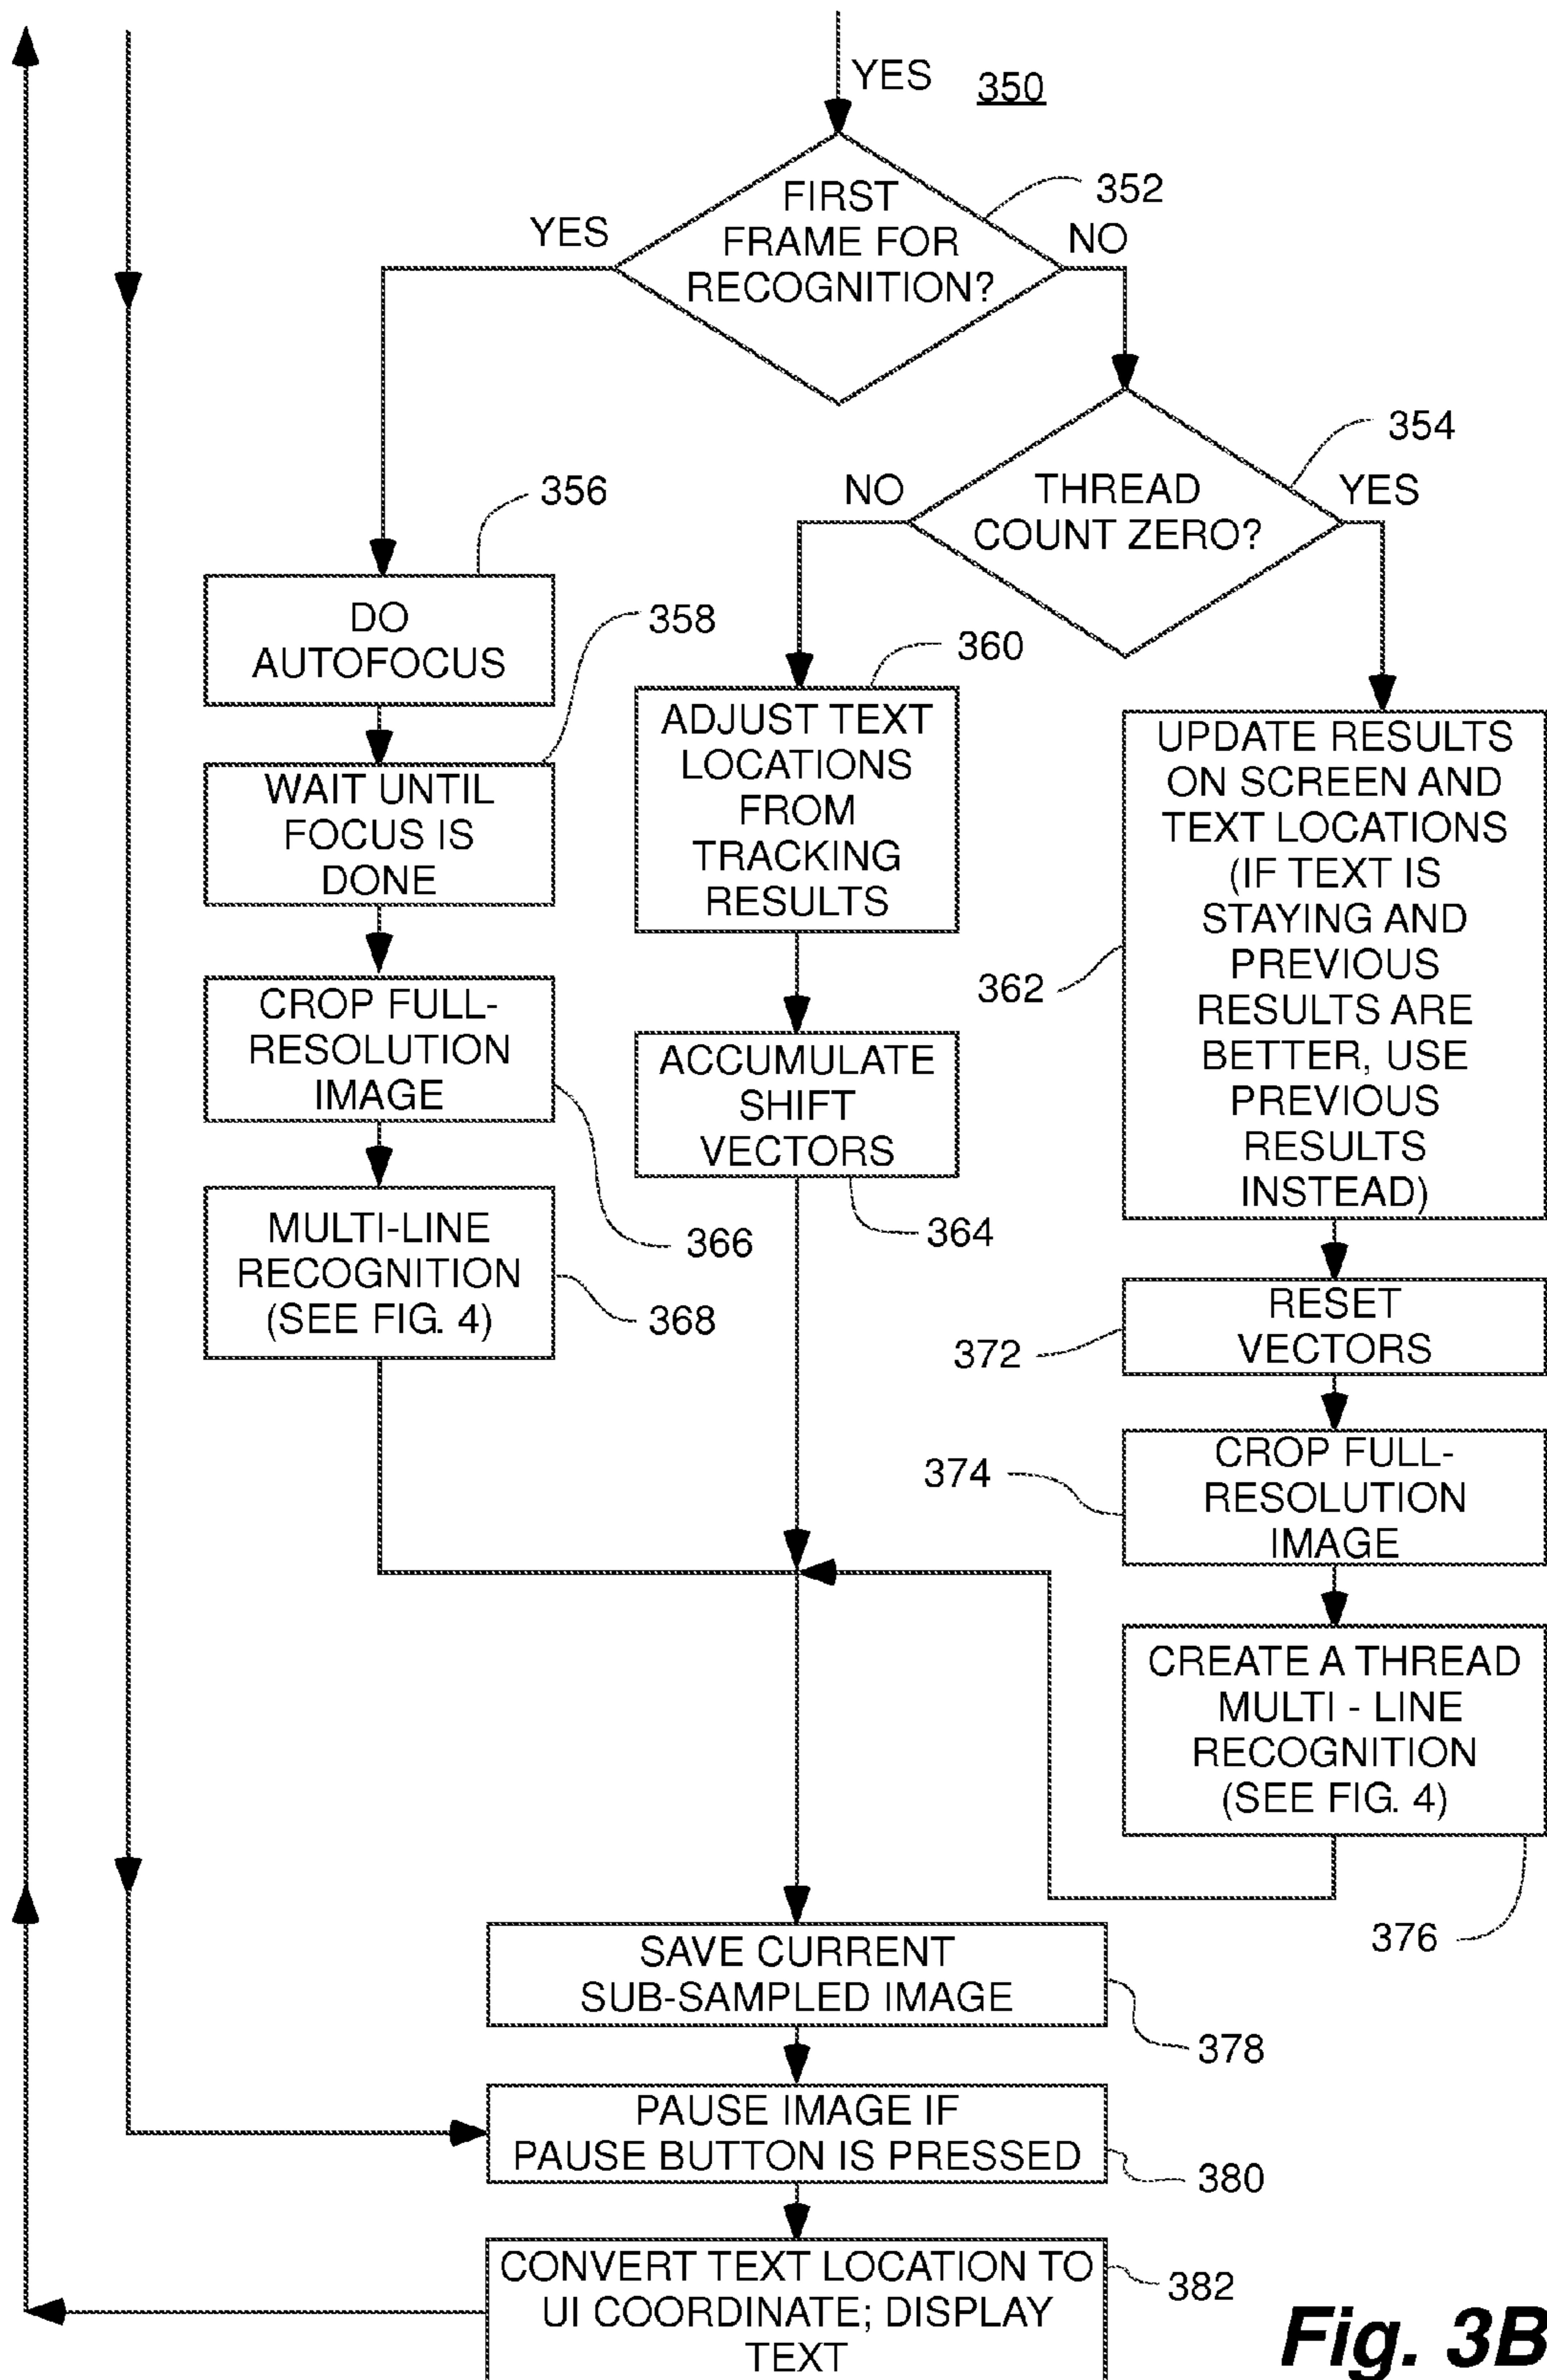 YES
350
FIRST
FRAME FOR
RECOGNITION?
352
YES
NO
THREAD
COUNT ZERO?
354
NO
YES
356
DO
AUTOFOCUS
358
WAIT UNTIL
FOCUS IS
DONE
CROP FULL-
RESOLUTION
IMAGE
366
MULTI-LINE
RECOGNITION
(SEE FIG. 4)
368
360
ADJUST TEXT
LOCATIONS
FROM
TRACKING
RESULTS
ACCUMULATE
SHIFT
VECTORS
364
UPDATE RESULTS
ON SCREEN AND
TEXT LOCATIONS
(IF TEXT IS
STAYING AND
PREVIOUS
RESULTS ARE
BETTER, USE
PREVIOUS
RESULTS
INSTEAD)
362
RESET
VECTORS
372
CROP FULL-
RESOLUTION
IMAGE
374
CREATE A THREAD
MULTI - LINE
RECOGNITION
(SEE FIG. 4)
376
SAVE CURRENT
SUB-SAMPLED IMAGE
378
PAUSE IMAGE IF
PAUSE BUTTON IS PRESSED
380
CONVERT TEXT LOCATION TO
UI COORDINATE; DISPLAY
TEXT
382
Fig. 3B